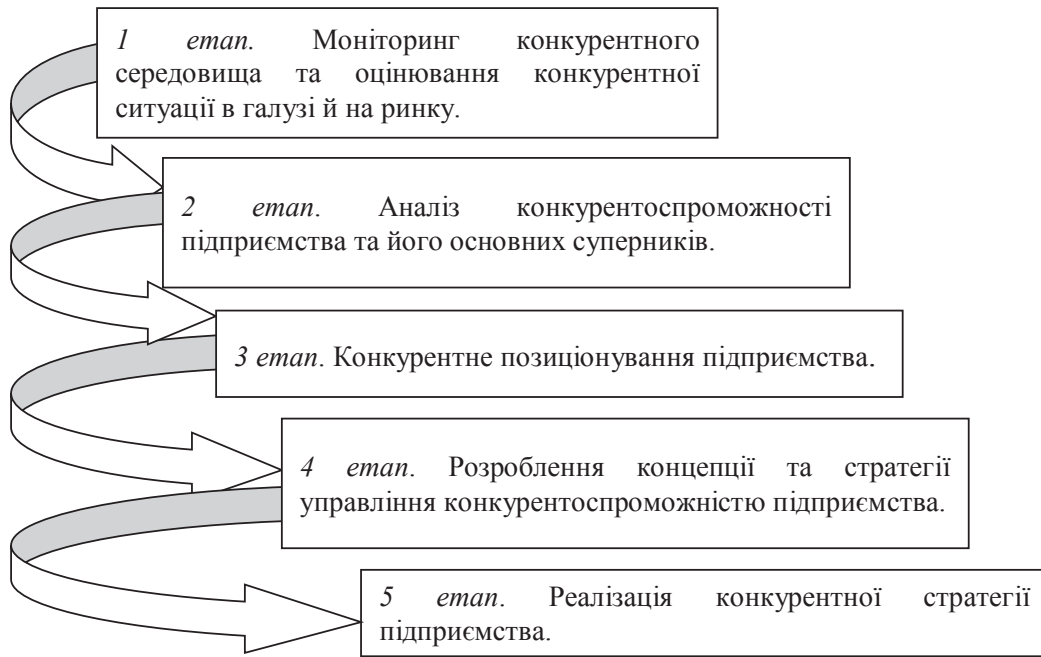 1 етап. Моніторинг конкурентного
середовища та оцінювання конкурентної
ситуації в галузі й на ринку.
2 етап. Аналіз конкурентоспроможності
підприємства та його основних суперників.
3 етап. Конкурентне позиціонування підприємства.
4 етап. Розроблення концепції та стратегії
управління конкурентоспроможністю підприємства.
5 етап. Реалізація конкурентної стратегії
підприємства.